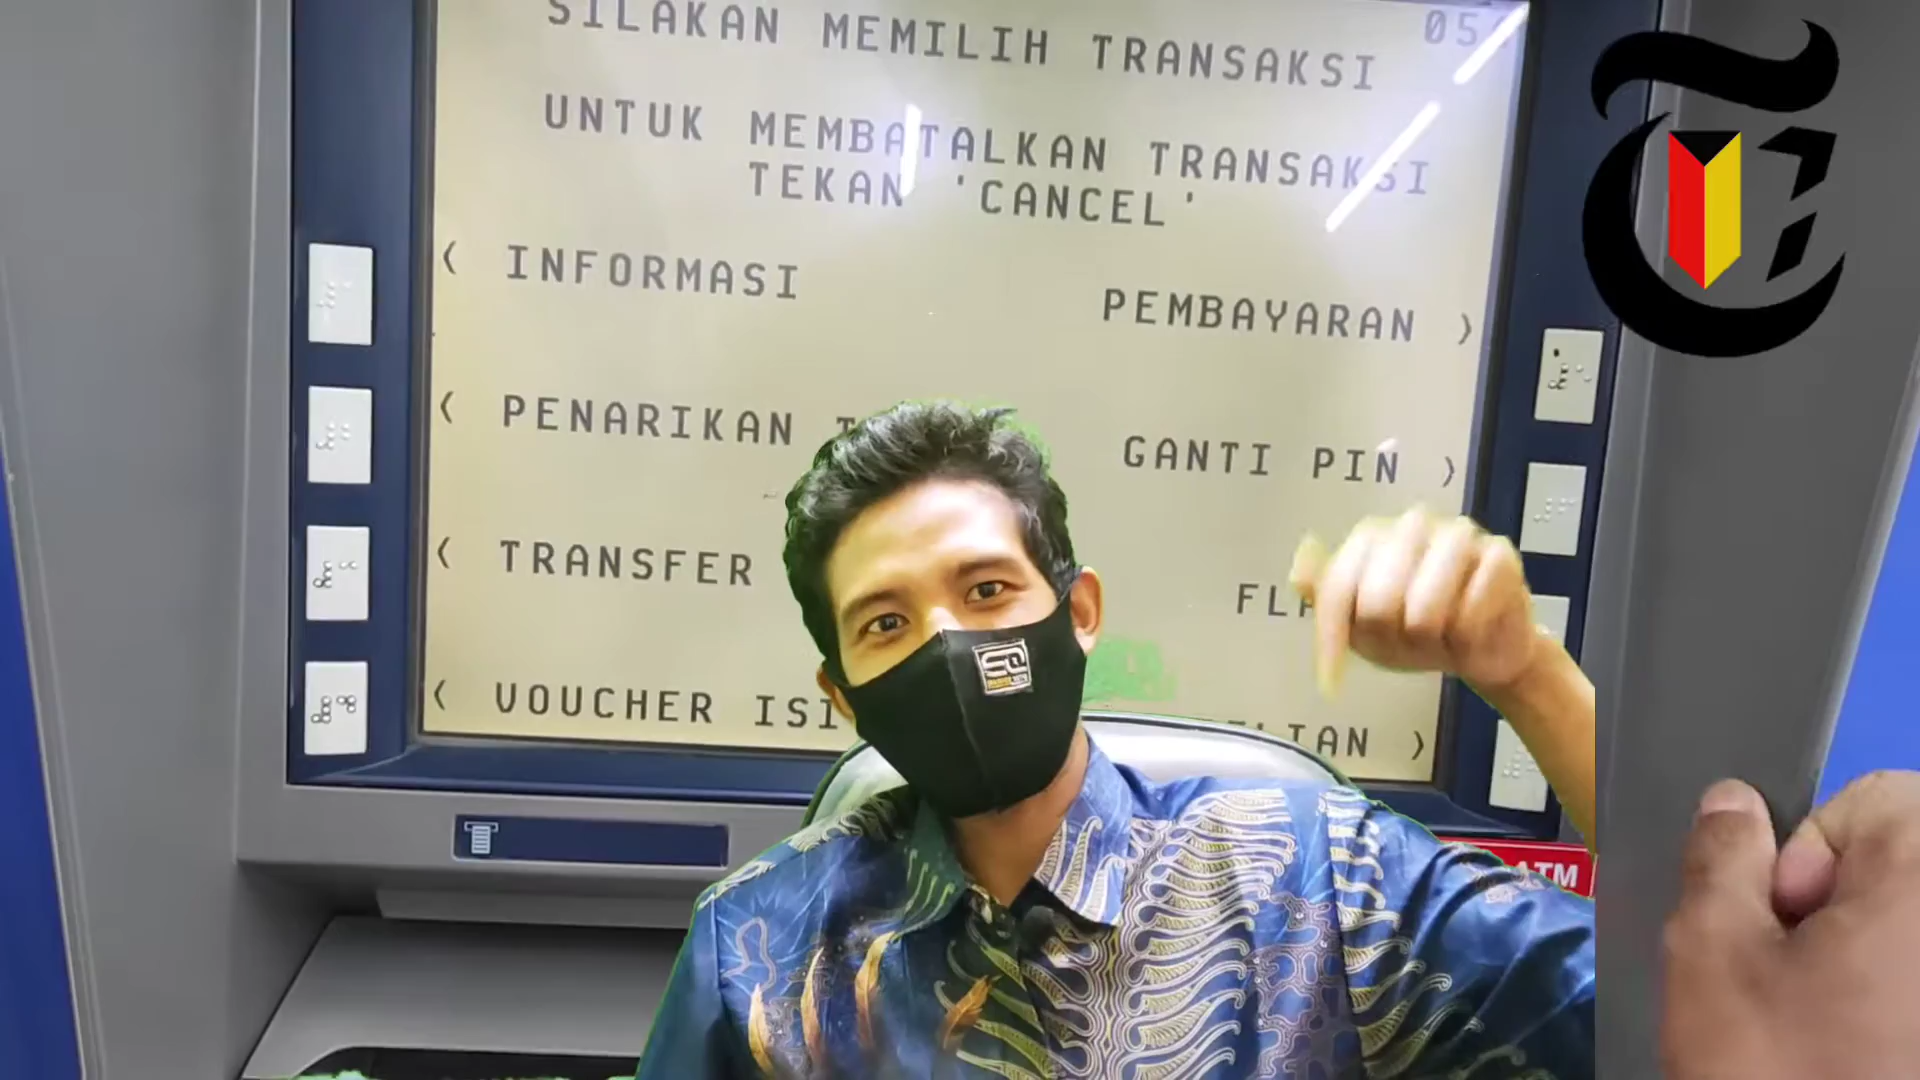 SILAKAN MEMILIH TRANSAKSI
UNTUK MEMBATALKAN TRANSAKSI
TEKAN 'CANCEL'
INFORMASI
PEMBAYARAN
PENARIKAN
GANTI PIN
TRANSFER
VOUCHER ISI
ATM